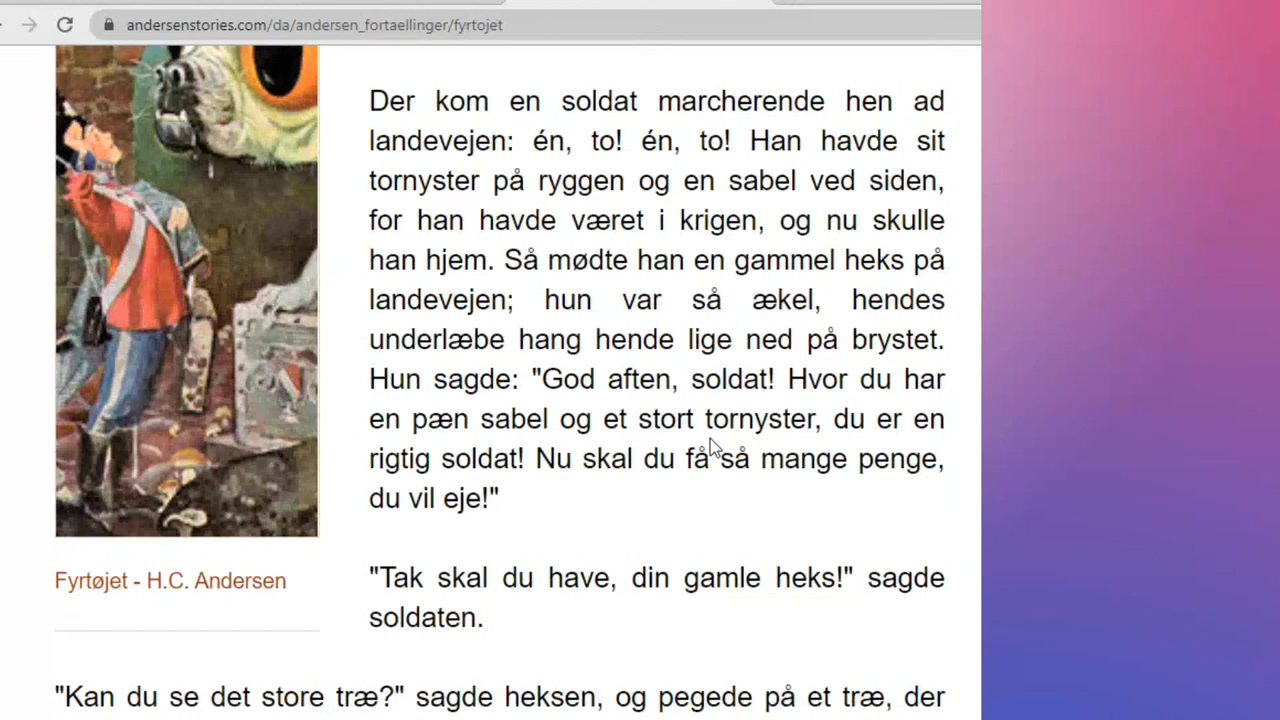 andersenstories.com/da/andersen_fortaellinger/fyrtojet
Der kom en soldat marcherende hen ad
landevejen: én, to! én, to! Han havde sit
tornyster på ryggen og en sabel ved siden,
for han havde været i krigen, og nu skulle
han hjem. Så mødte han en gammel heks på
landevejen; hun var så ækel, hendes
underlæbe hang hende lige ned på brystet.
Hun sagde: "God aften, soldat! Hvor du har
en pæn sabel og et stort tornyster, du er en
rigtig soldat! Nu skal du få så mange penge,
du vil eje!"
Fyrtøjet - H.C. Andersen
"Tak skal du have, din gamle heks!" sagde
soldaten.
"Kan du se det store træ?" sagde heksen, og pegede på et træ, der